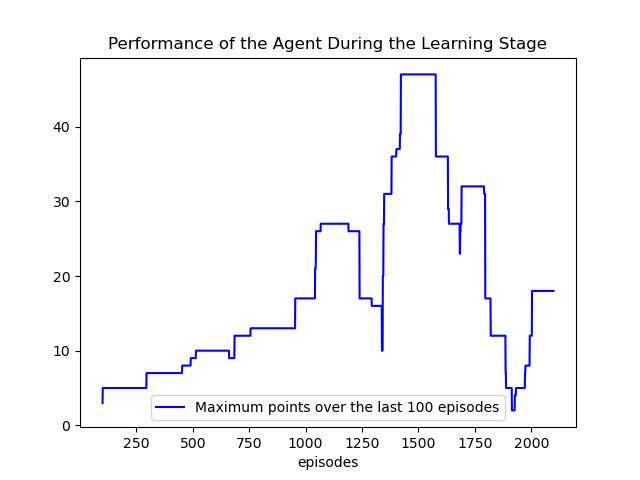 Performance of the Agent During the Learning Stage
40
30
20
10
0
Maximum points over the last 100 episodes
250 500 750 1000 1250 1500 1750 2000
episodes